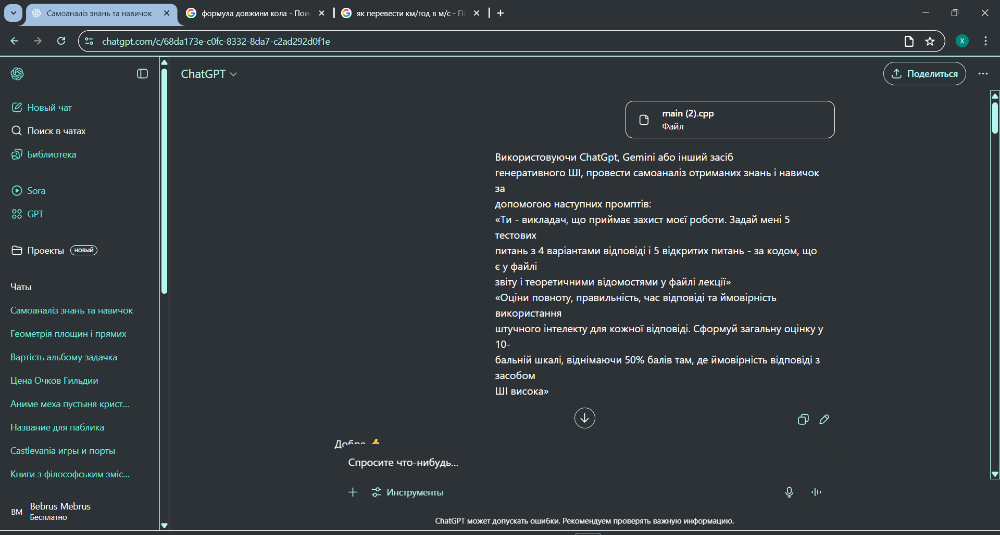 Самоаналіз знань та навичок
формула довжини кола - Пои
як перевести км/год в м/с - По
chatgpt.com/c/68da173e-c0fc-8332-8da7-c2ad292d0f1e
X
ChatGPT
Поделиться
Новый чат
Поиск в чатах
Библиотека
Sora
GPT
Проекты
НОВЫЙ
Чаты
Самоаналіз знань та навичок
Геометрія площин і прямих
Вартість альбому задачка
Цена Очков Гильдии
Аниме меха пустыня крист...
Название для паблика
Castlevania игры и порты
Книги з філософським зміс...
BM
Bebrus Mebrus
Бесплатно
main (2).cpp
Файл
Використовуючи ChatGpt, Gemini або інший засіб
генеративного ШІ, провести самоаналіз отриманих знань і навичок
за
допомогою наступних промптів:
«Ти - викладач, що приймає захист моєї роботи. Задай мені 5
тестових
питань з 4 варіантами відповіді і 5 відкритих питань - за кодом, що
є у файлі
звіту і теоретичними відомостями у файлі лекції»
«Оціни повноту, правильність, час відповіді та ймовірність
використання
штучного інтелекту для кожної відповіді. Сформуй загальну оцінку у
10-
бальній шкалі, віднімаючи 50% балів там, де ймовірність відповіді з
засобом
ШІ висока»
Добре
Спросите что-нибудь...
Инструменты
ChatGPT может допускать ошибки. Рекомендуем проверять важную информацию.